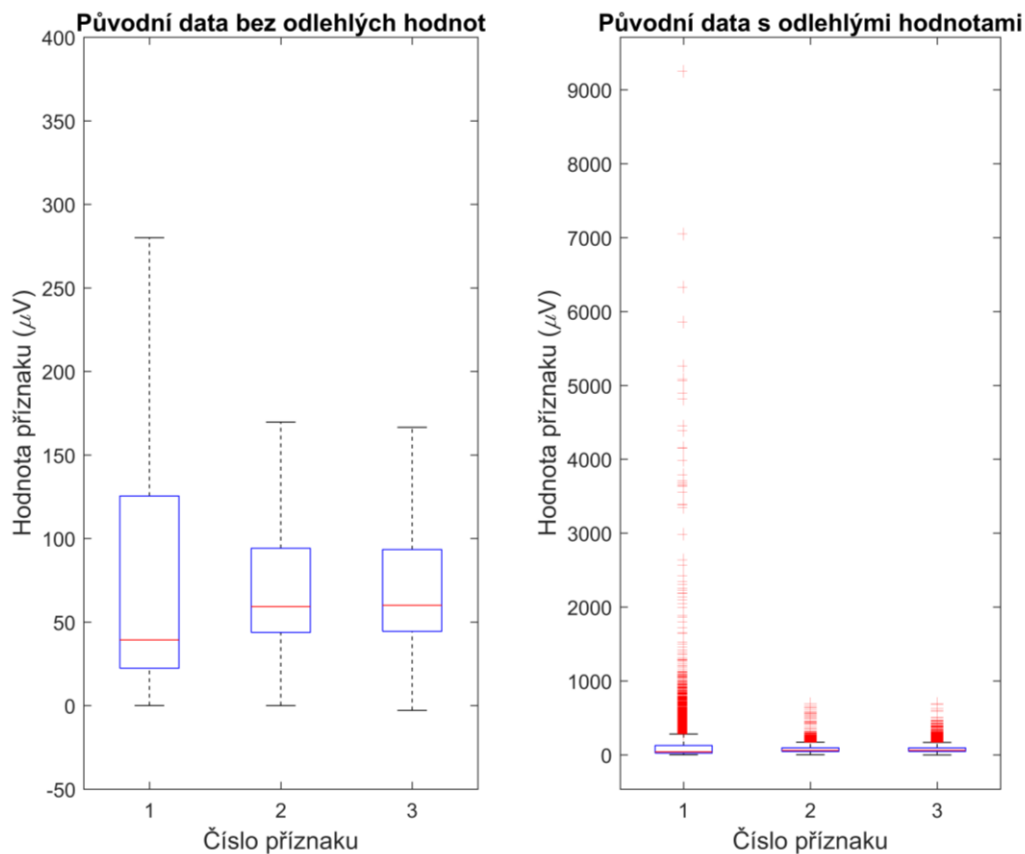 Původní data bez odlehlých hodnot
400
350
300
250
200
150
100
50
0
-50
Hodnota příznaku (μV)
1 2 3
Číslo příznaku
Původní data s odlehlými hodnotami
9000
8000
7000
6000
5000
4000
3000
2000
1000
0
Hodnota příznaku (μV)
1 2 3
Číslo příznaku